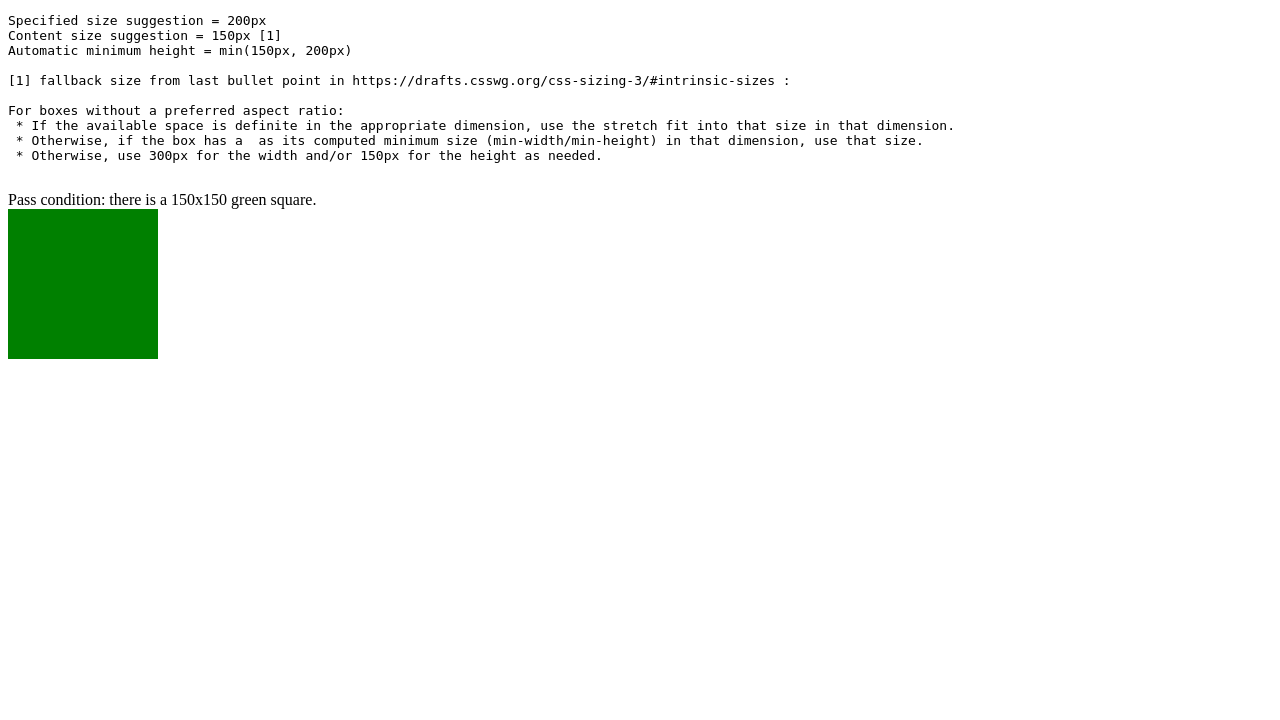 Specified size suggestion = 200px
Content size suggestion = 150px [1]
Automatic minimum height = min(150px, 200px)
[1] fallback size from last bullet point in https://drafts.csswg.org/css-sizing-3/#intrinsic-sizes :
For boxes without a preferred aspect ratio:
* If the available space is definite in the appropriate dimension, use the stretch fit into that size in that dimension.
* Otherwise, if the box has a  as its computed minimum size (min-width/min-height) in that dimension, use that size.
* Otherwise, use 300px for the width and/or 150px for the height as needed.
Pass condition: there is a 150x150 green square.